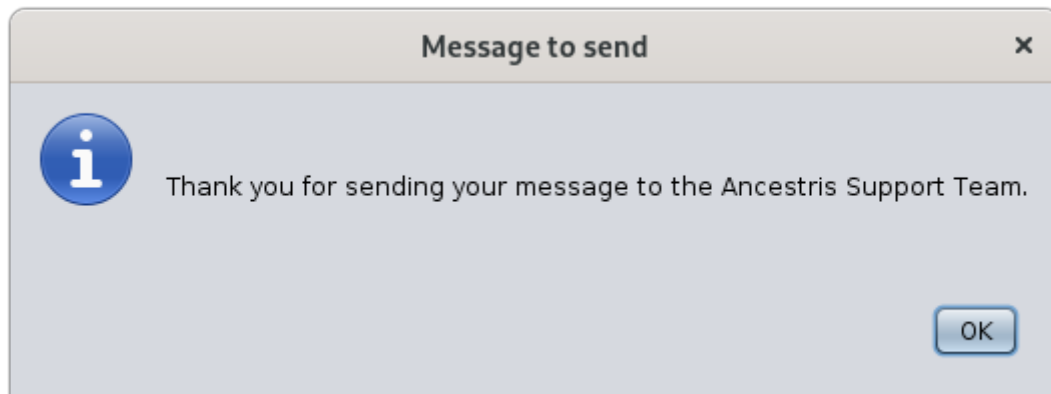 Message to send
Thank you for sending your message to the Ancestris Support Team.
OK